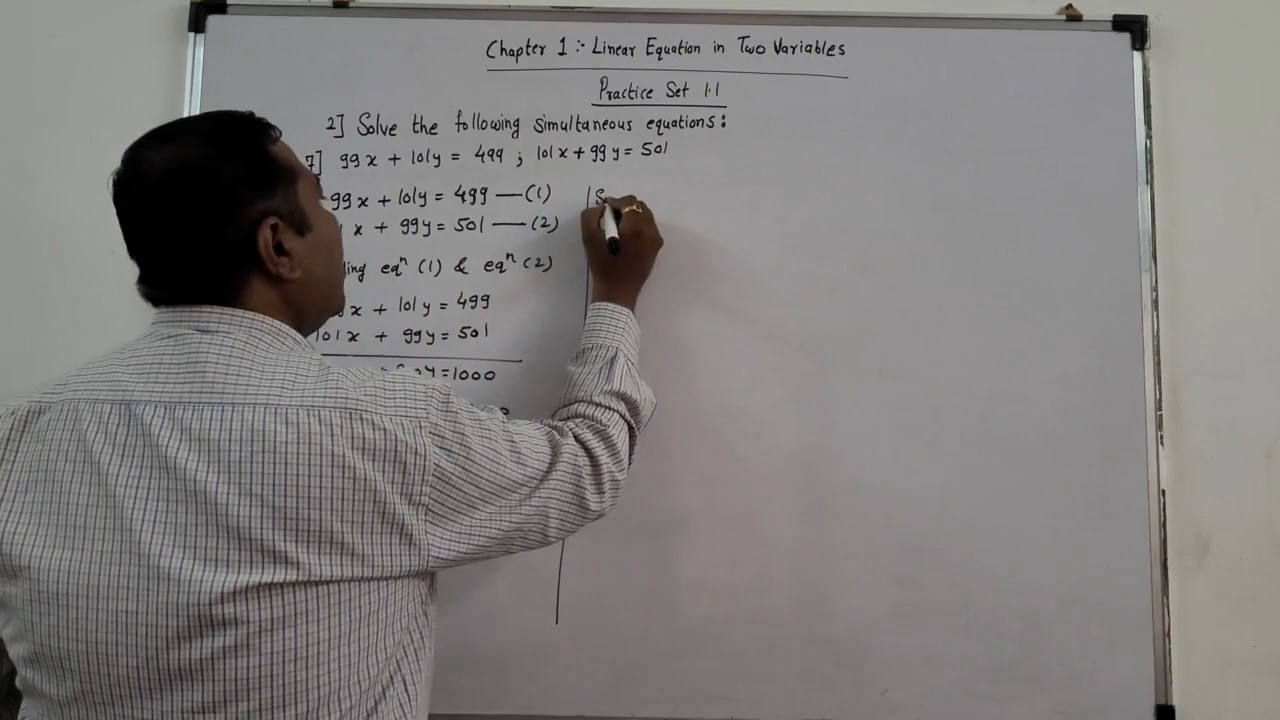 Chapter 1 :- Linear Equation in Two Variables
Practice Set 1.1
2] Solve the following simultaneous equations:
7] 99x + 101y = 499 ; 101x + 99y = 501
99x + 101y = 499 — (1)
x + 99y = 501 — (2)
eqⁿ (1) & eqⁿ (2)
x + 101y = 499
101x + 99y = 501
y = 1000
S